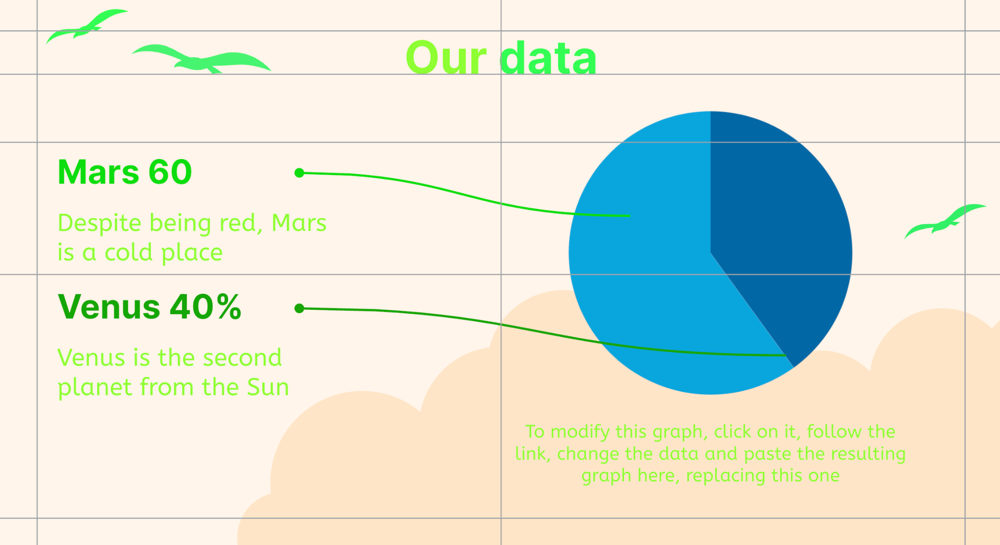 Our data
Mars 60
Despite being red, Mars
is a cold place
Venus 40%
Venus is the second
planet from the Sun
To modify this graph, click on it, follow the
link, change the data and paste the resulting
graph here, replacing this one